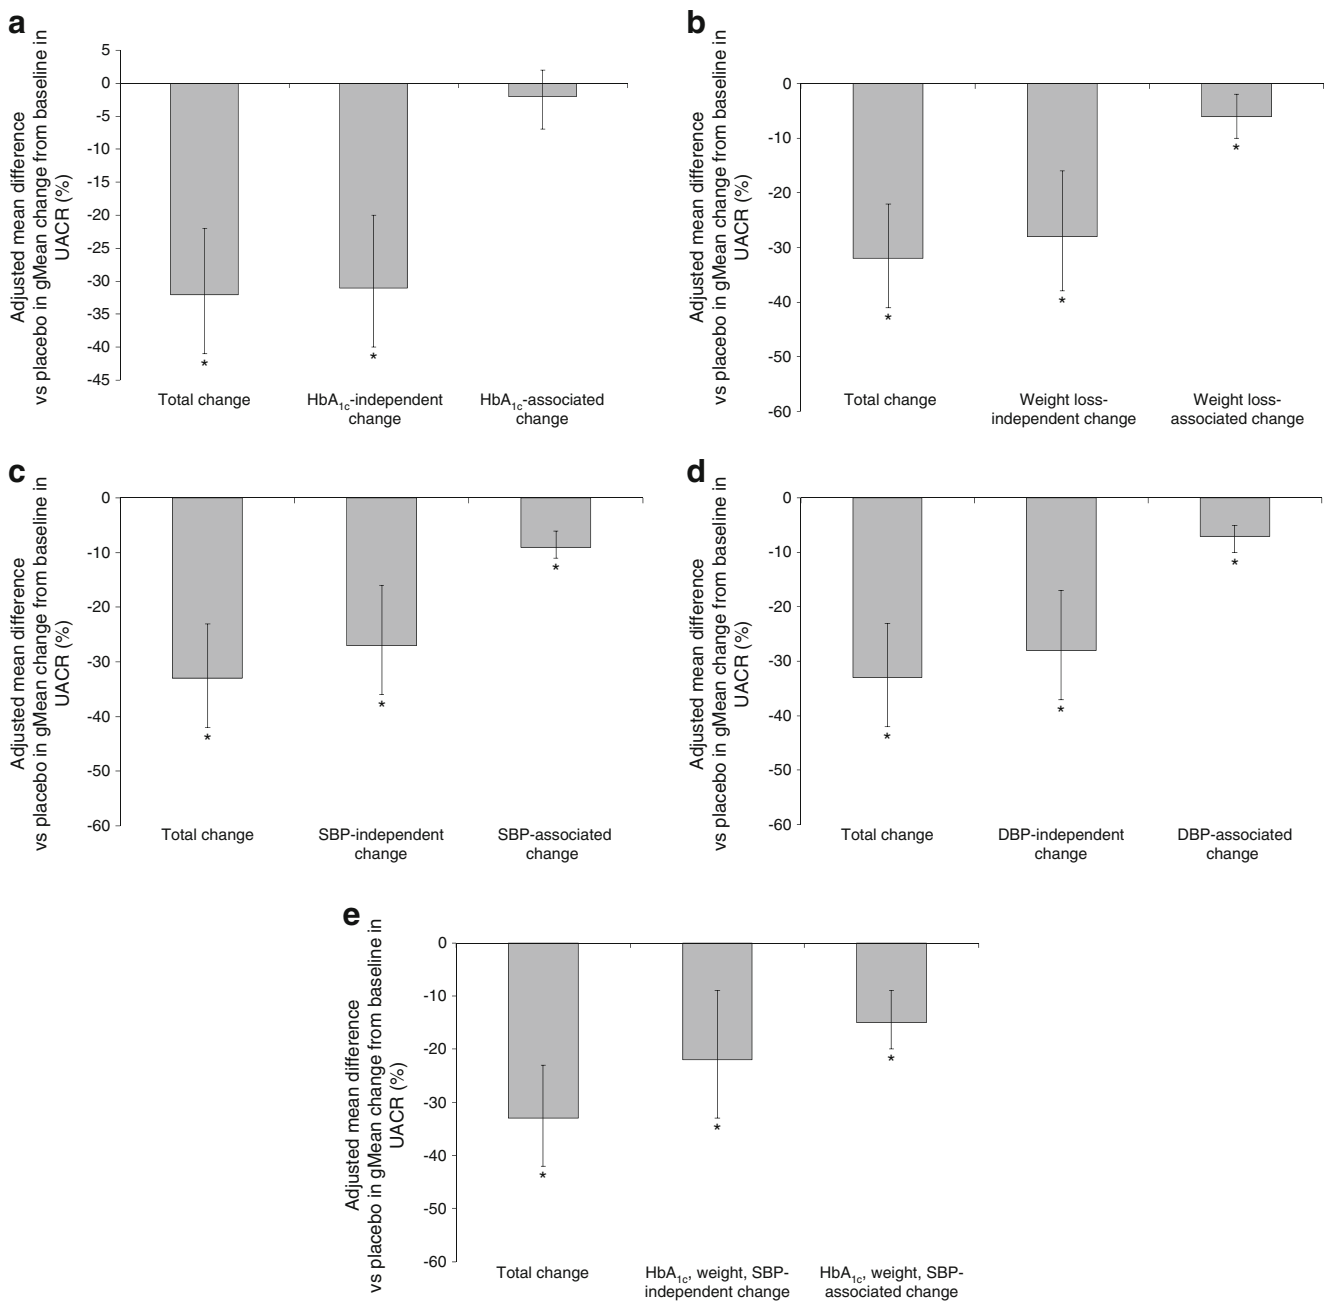 a
Adjusted mean difference
vs placebo in gMean change from baseline in
UACR (%)
5
0
-5
-10
-15
-20
-25
-30
-35
-40
-45
*
*
Total change
HbA1c-independent
change
HbA1c-associated
change
b
Adjusted mean difference
vs placebo in gMean change from baseline in
UACR (%)
0
-10
-20
-30
-40
-50
-60
*
*
*
Total change
Weight loss-
independent change
Weight loss-
associated change
c
Adjusted mean difference
vs placebo in gMean change from baseline in
UACR (%)
0
-10
-20
-30
-40
-50
-60
*
*
*
Total change
SBP-independent
change
SBP-associated
change
d
Adjusted mean difference
vs placebo in gMean change from baseline in
UACR (%)
0
-10
-20
-30
-40
-50
-60
*
*
*
Total change
DBP-independent
change
DBP-associated
change
e
Adjusted mean difference
vs placebo in gMean change from baseline in
UACR (%)
0
-10
-20
-30
-40
-50
-60
*
*
*
Total change
HbA1c, weight, SBP-
independent change
HbA1c, weight, SBP-
associated change